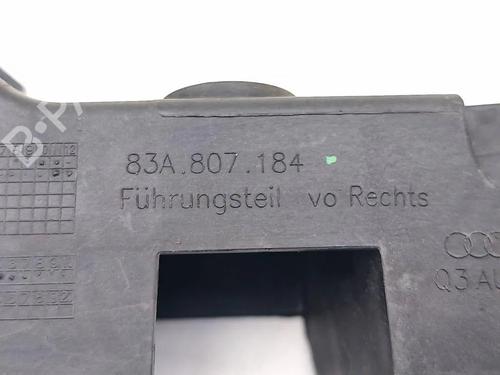 83A.807.184
Führungsteil vo Rechts
Q3